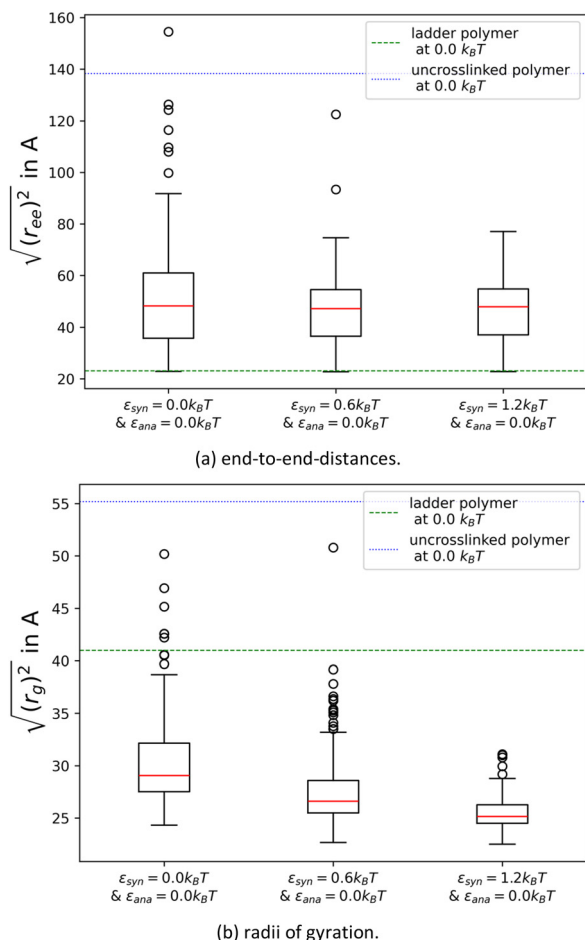 160
140
120
100
80
60
40
20
√(r_ee)² in A
ladder polymer
at 0.0 k_BT
uncrosslinked polymer
at 0.0 k_BT
ε_syn = 0.0k_BT
& ε_ana = 0.0k_BT
ε_syn = 0.6k_BT
& ε_ana = 0.0k_BT
ε_syn = 1.2k_BT
& ε_ana = 0.0k_BT
(a) end-to-end-distances.
55
50
45
40
35
30
25
√(r_g)² in A
ladder polymer
at 0.0 k_BT
uncrosslinked polymer
at 0.0 k_BT
ε_syn = 0.0k_BT
& ε_ana = 0.0k_BT
ε_syn = 0.6k_BT
& ε_ana = 0.0k_BT
ε_syn = 1.2k_BT
& ε_ana = 0.0k_BT
(b) radii of gyration.